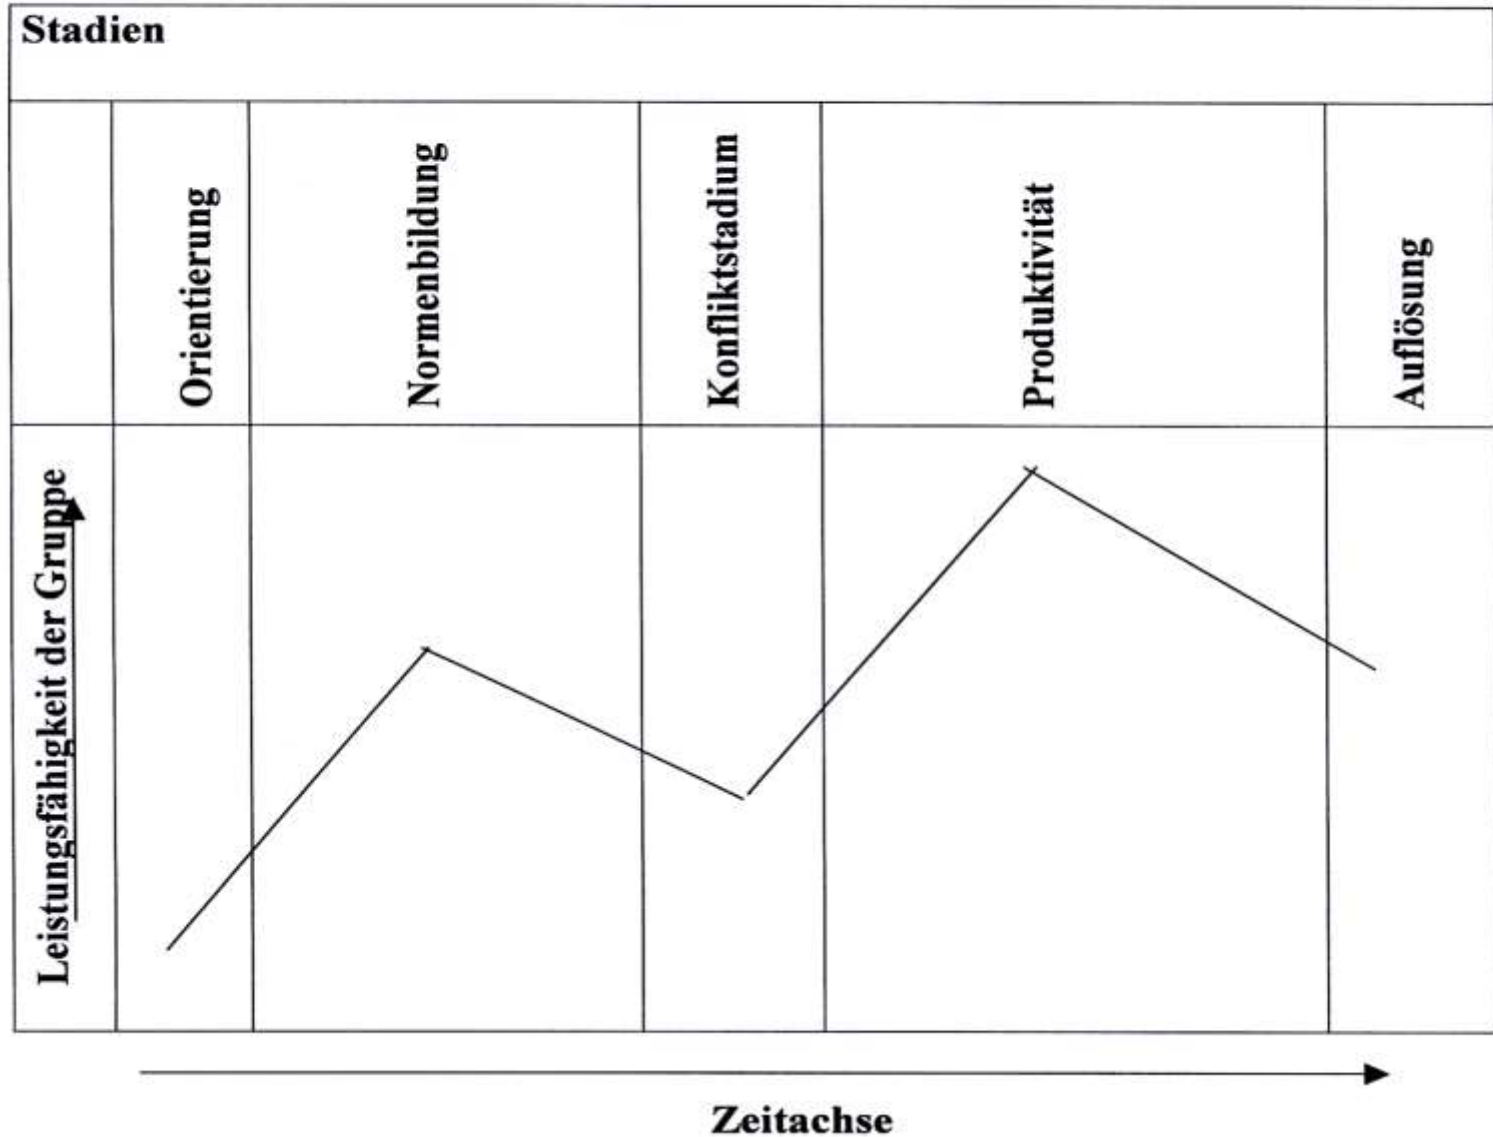 Stadien
Orientierung
Normenbildung
Konfliktstadium
Produktivität
Auflösung
Leistungsfähigkeit der Gruppe
Zeitachse